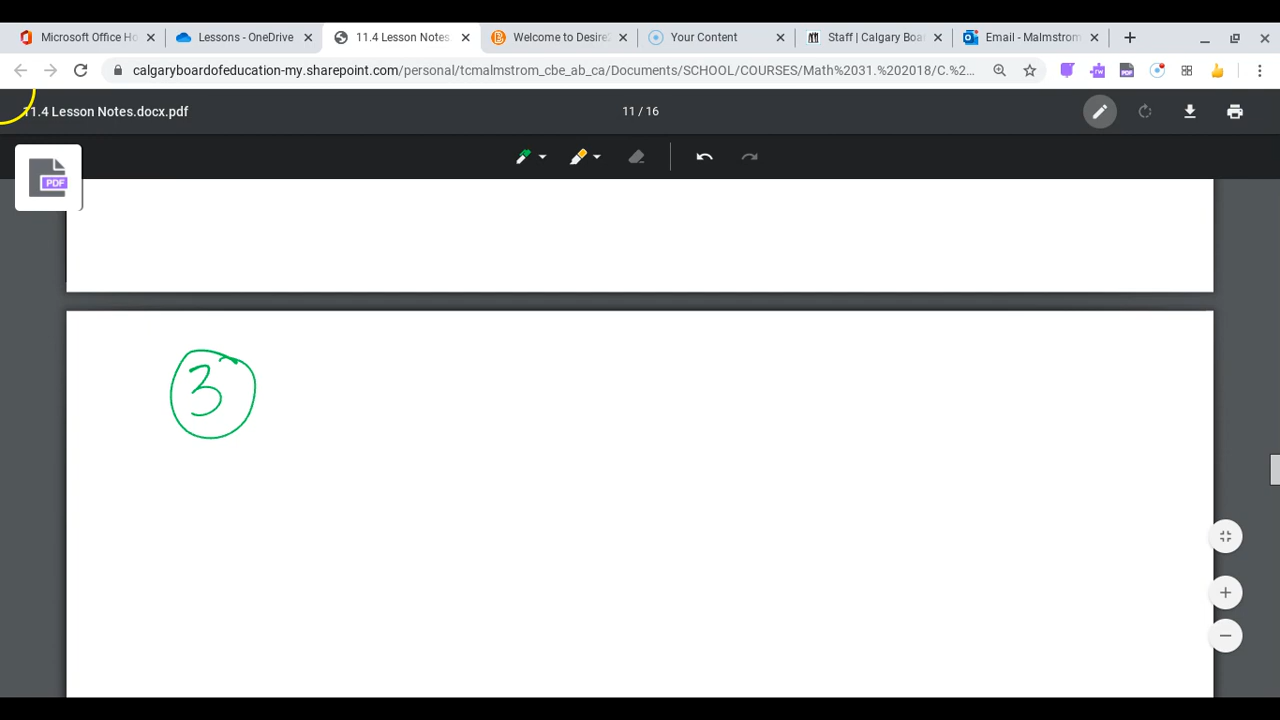 Microsoft Office Ho
Lessons - OneDrive
11.4 Lesson Notes.
Welcome to Desire2
Your Content
Staff | Calgary Boa
Email - Malmstrom
calgaryboardofeducation-my.sharepoint.com/personal/tcmalmstrom_cbe_ab_ca/Documents/SCHOOL/COURSES/Math%2031.%202018/C.%2...
11.4 Lesson Notes.docx.pdf
11 / 16
PDF
3